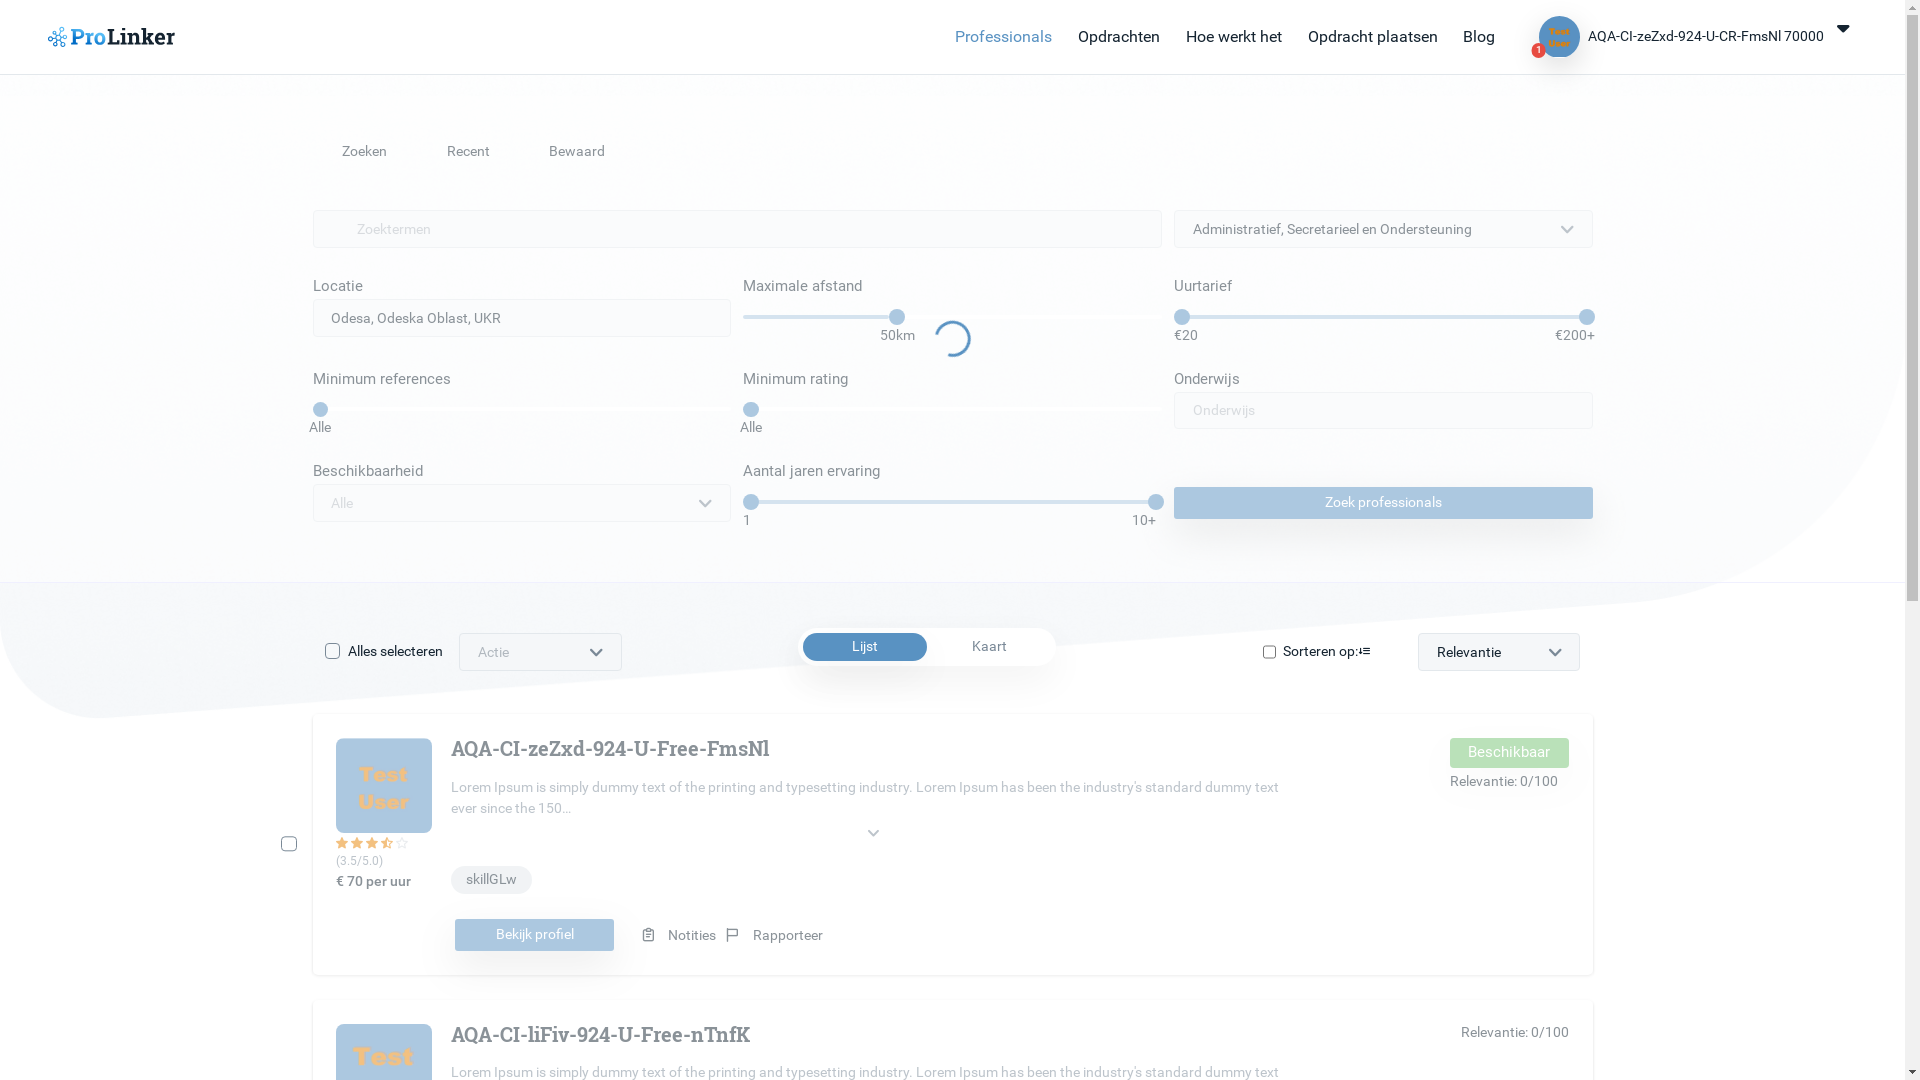 ProLinker
Professionals Opdrachten Hoe werkt het Opdracht plaatsen Blog
Test User
1
AQA-CI-zeZxd-924-U-CR-FmsNl 70000
Zoeken Recent Bewaard
Zoektermen
Administratief, Secretarieel en Ondersteuning
Locatie Maximale afstand Uurtarief
Odesa, Odeska Oblast, UKR
50km €20 €200+
Minimum references Minimum rating Onderwijs
Onderwijs
Alle Alle
Beschikbaarheid Aantal jaren ervaring
Alle
Zoek professionals
1 10+
Alles selecteren Actie Lijst Kaart Sorteren op: Relevantie
Test
User
AQA-CI-zeZxd-924-U-Free-FmsNl
Beschikbaar
Relevantie: 0/100
Lorem Ipsum is simply dummy text of the printing and typesetting industry. Lorem Ipsum has been the industry's standard dummy text
ever since the 150...
(3.5/5.0)
€ 70 per uur
skillGLw
Bekijk profiel Notities Rapporteer
Test
AQA-CI-liFiv-924-U-Free-nTnfK
Relevantie: 0/100
Lorem Ipsum is simply dummy text of the printing and typesetting industry. Lorem Ipsum has been the industry's standard dummy text